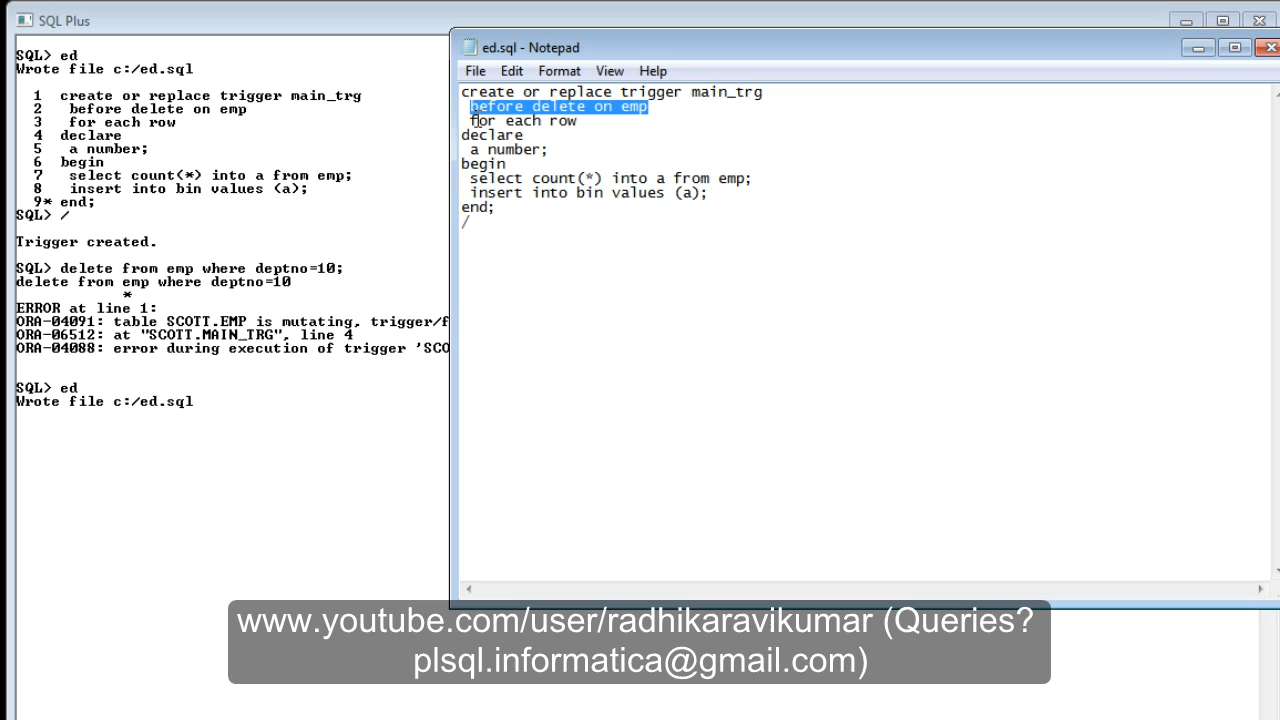 SQL Plus
SQL> ed
Wrote file c:/ed.sql
1 create or replace trigger main_trg
2 before delete on emp
3 for each row
4 declare
5 a number;
6 begin
7 select count(*) into a from emp;
8 insert into bin values (a);
9* end;
SQL> /
Trigger created.
SQL> delete from emp where deptno=10;
delete from emp where deptno=10
*
ERROR at line 1:
ORA-04091: table SCOTT.EMP is mutating, trigger/f
ORA-06512: at "SCOTT.MAIN_TRG", line 4
ORA-04088: error during execution of trigger 'SCO
SQL> ed
Wrote file c:/ed.sql
ed.sql - Notepad
File Edit Format View Help
create or replace trigger main_trg
before delete on emp
for each row
declare
a number;
begin
select count(*) into a from emp;
insert into bin values (a);
end;
/
www.youtube.com/user/radhikaravikumar (Queries?
plsql.informatica@gmail.com)